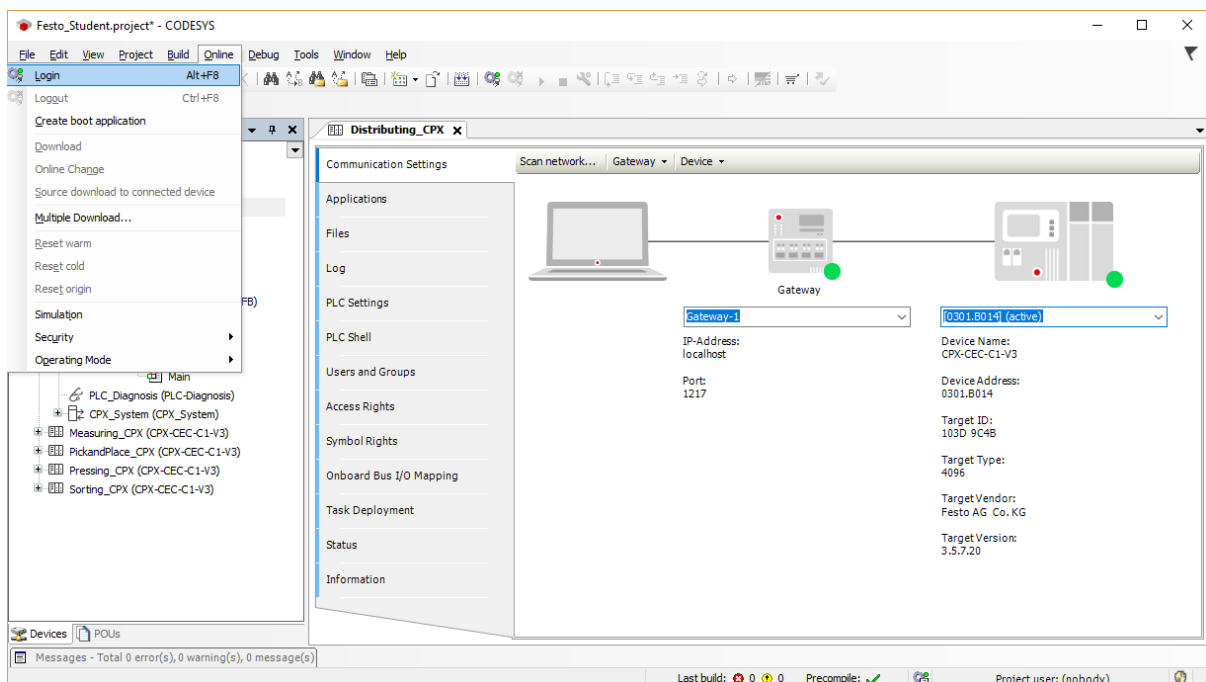 Festo_Student.project* - CODESYS
File Edit View Project Build Online Debug Tools Window Help
Login Alt+F8
Logout Ctrl+F8
Create boot application
Download
Online Change
Source download to connected device
Multiple Download...
Reset warm
Reset cold
Reset origin
Simulation
Security
Operating Mode
FB)
Main
PLC_Diagnosis (PLC-Diagnosis)
CPX_System (CPX_System)
Measuring_CPX (CPX-CEC-C1-V3)
PickandPlace_CPX (CPX-CEC-C1-V3)
Pressing_CPX (CPX-CEC-C1-V3)
Sorting_CPX (CPX-CEC-C1-V3)
Devices POUs
Distributing_CPX
Communication Settings
Applications
Files
Log
PLC Settings
PLC Shell
Users and Groups
Access Rights
Symbol Rights
Onboard Bus I/O Mapping
Task Deployment
Status
Information
Scan network... Gateway Device
Gateway
Gateway-1
IP-Address:
localhost
Port:
1217
[0301.B014] (active)
Device Name:
CPX-CEC-C1-V3
Device Address:
0301.B014
Target ID:
103D 9C4B
Target Type:
4096
Target Vendor:
Festo AG Co. KG
Target Version:
3.5.7.20
Messages - Total 0 error(s), 0 warning(s), 0 message(s)
Last build: 0 0 Precompile: Project user: (nobody)